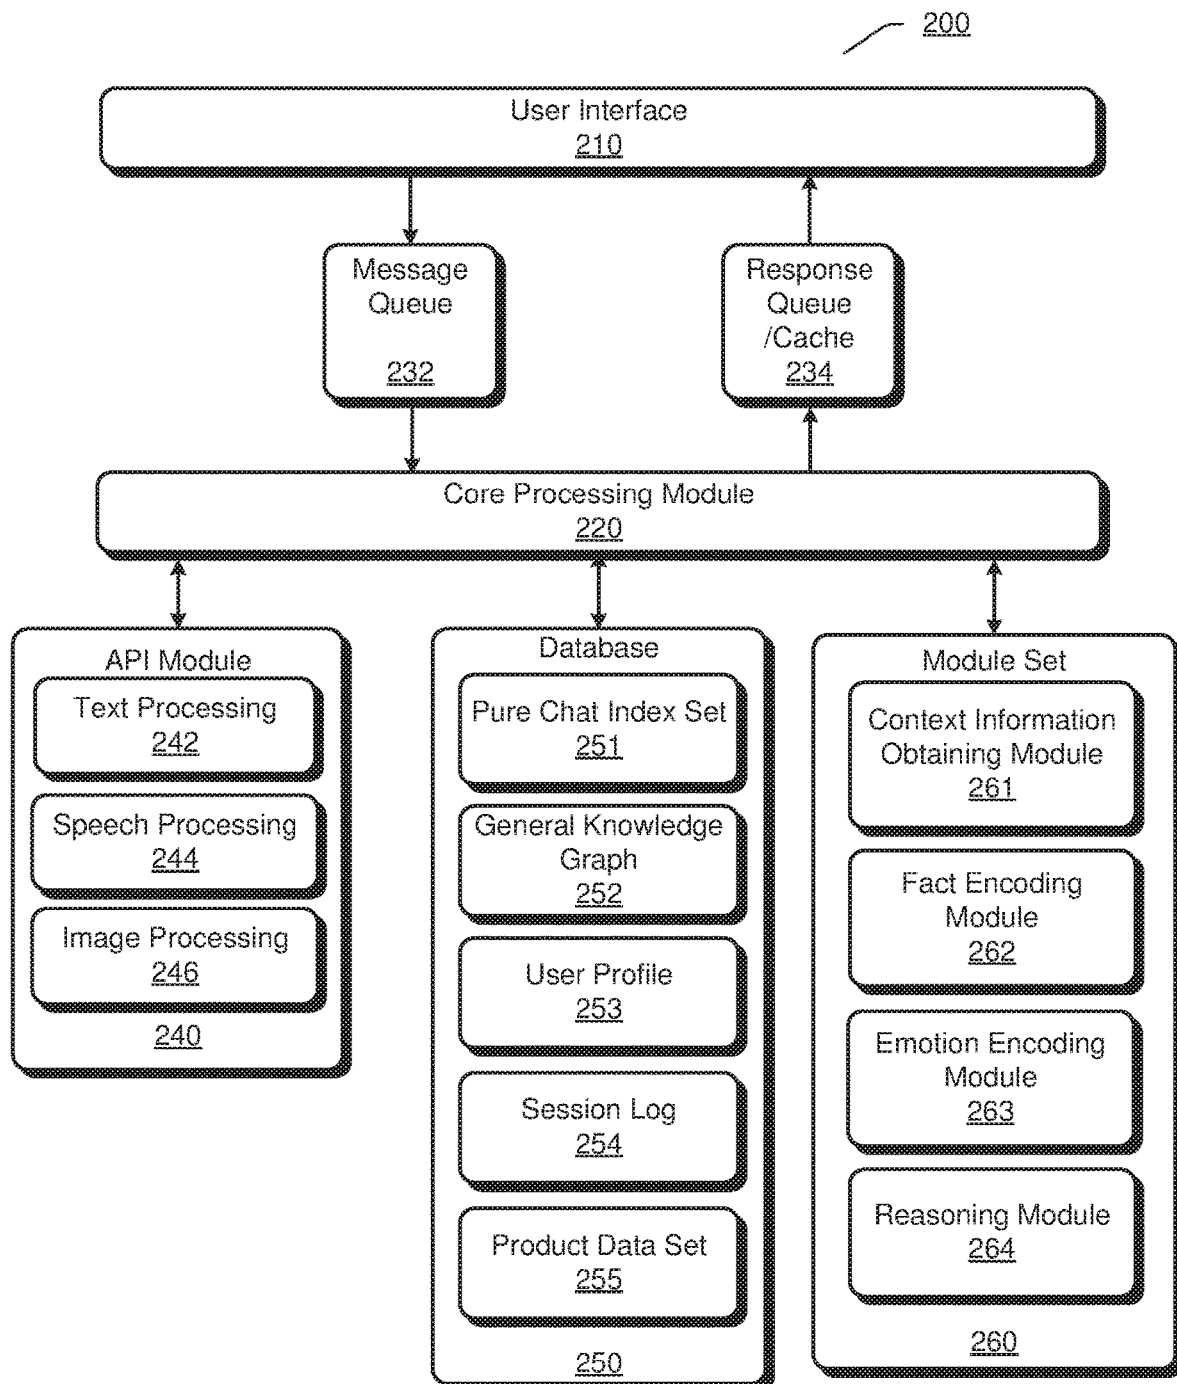 200
User Interface
210
Message
Queue
232
Response
Queue
/Cache
234
Core Processing Module
220
API Module
Text Processing
242
Speech Processing
244
Image Processing
246
240
Database
Pure Chat Index Set
251
General Knowledge
Graph
252
User Profile
253
Session Log
254
Product Data Set
255
250
Module Set
Context Information
Obtaining Module
261
Fact Encoding
Module
262
Emotion Encoding
Module
263
Reasoning Module
264
260